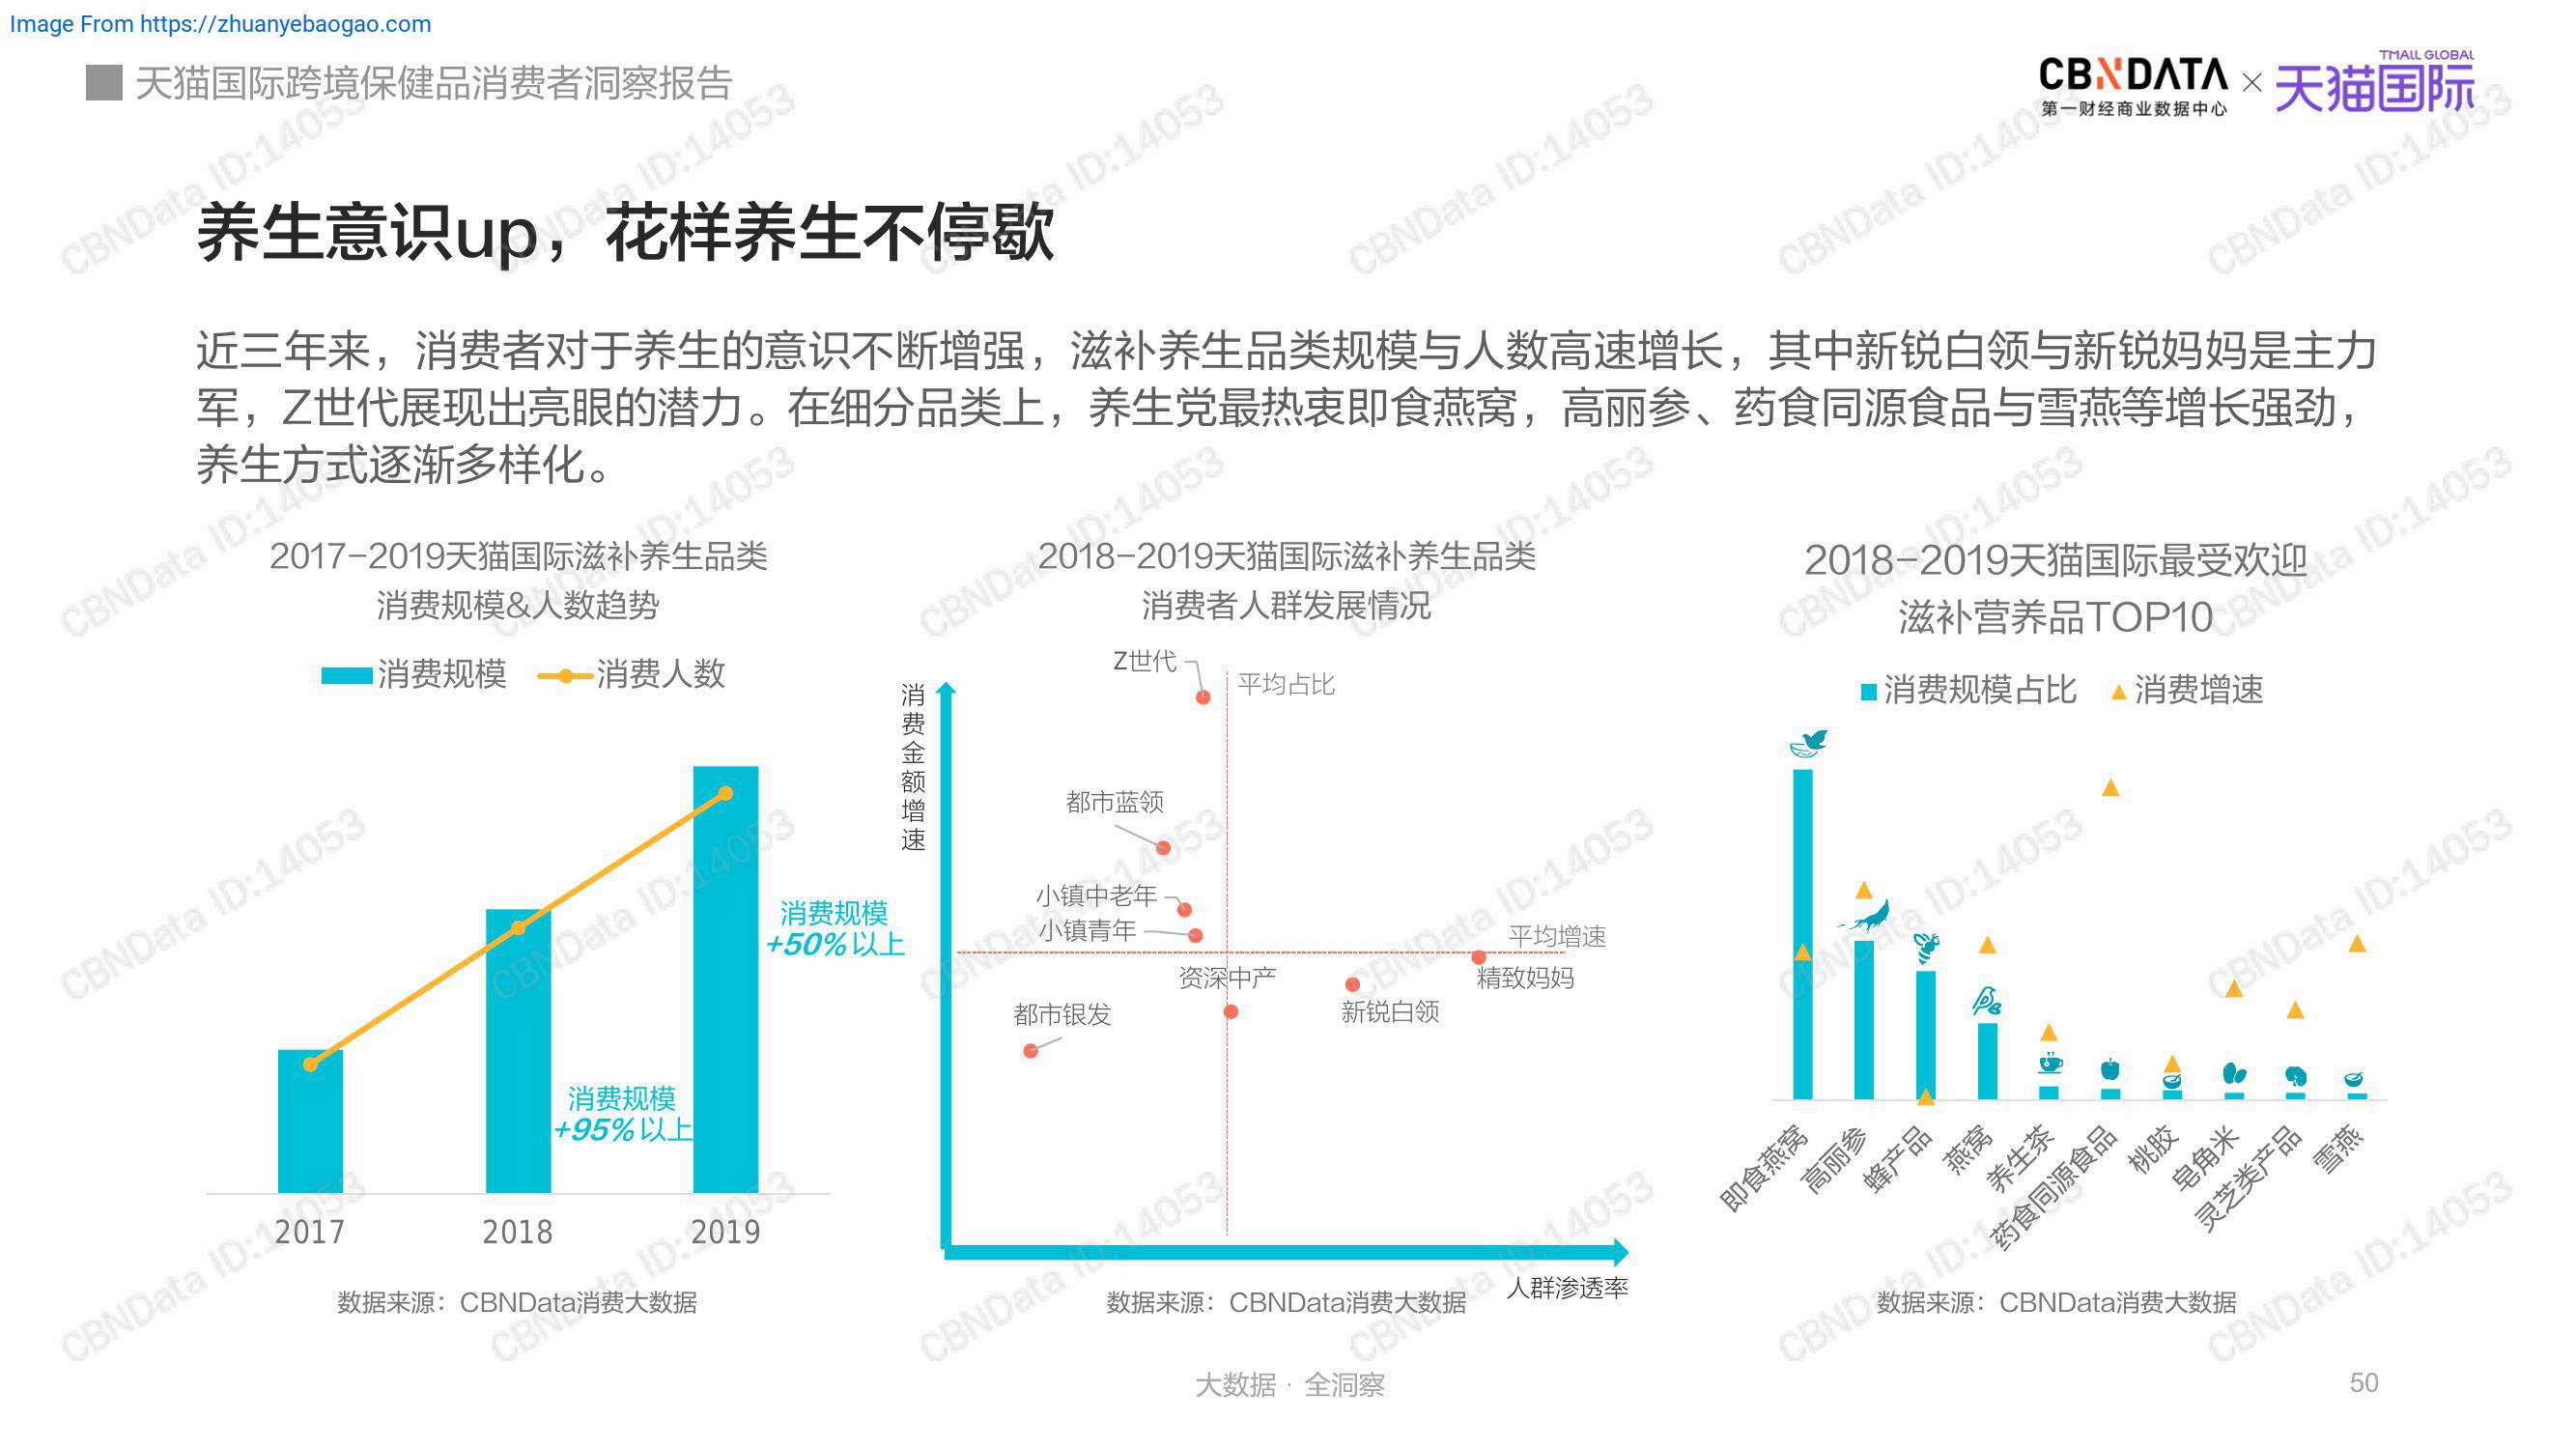 Image From https://zhuanyebaogao.com
天猫国际跨境保健品消费者洞察报告
CBNDATA
第一财经商业数据中心
×
TMALL GLOBAL
天猫国际
养生意识up，花样养生不停歇
近三年来，消费者对于养生的意识不断增强，滋补养生品类规模与人数高速增长，其中新锐白领与新锐妈妈是主力
军，Z世代展现出亮眼的潜力。在细分品类上，养生党最热衷即食燕窝，高丽参、药食同源食品与雪燕等增长强劲，
养生方式逐渐多样化。
2017-2019天猫国际滋补养生品类
消费规模&人数趋势
消费规模
消费人数
消费规模
+50%以上
消费规模
+95%以上
2017
2018
2019
数据来源：CBNData消费大数据
2018-2019天猫国际滋补养生品类
消费者人群发展情况
消费金额增速
Z世代
平均占比
都市蓝领
小镇中老年
小镇青年
平均增速
资深中产
精致妈妈
新锐白领
都市银发
人群渗透率
数据来源：CBNData消费大数据
2018-2019天猫国际最受欢迎
滋补营养品TOP10
消费规模占比
消费增速
即食燕窝
高丽参
蜂产品
燕窝
养生茶
药食同源食品
桃胶
皂角米
灵芝类产品
雪燕
数据来源：CBNData消费大数据
大数据 · 全洞察
50
CBNData ID:14053